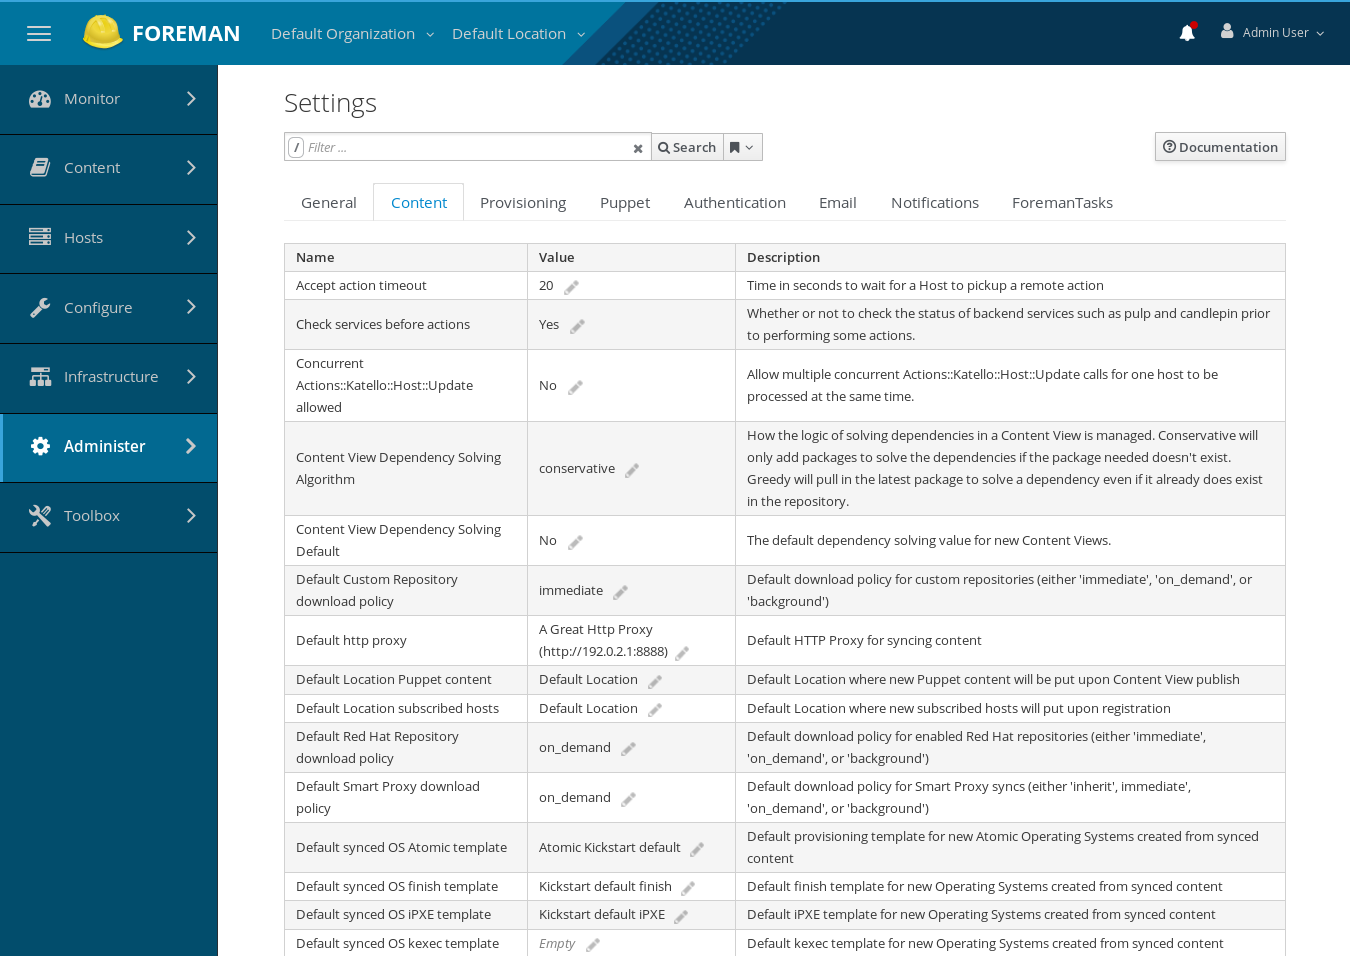 FOREMAN Default Organization Default Location Admin User
Monitor
Content
Hosts
Configure
Infrastructure
Administer
Toolbox
Settings
/ Filter ... Search Documentation
General Content Provisioning Puppet Authentication Email Notifications ForemanTasks
Name Value Description
Accept action timeout 20 Time in seconds to wait for a Host to pickup a remote action
Check services before actions Yes Whether or not to check the status of backend services such as pulp and candlepin prior
to performing some actions.
Concurrent
Actions::Katello::Host::Update
allowed
No
Allow multiple concurrent Actions::Katello::Host::Update calls for one host to be
processed at the same time.
Content View Dependency Solving
Algorithm
conservative
How the logic of solving dependencies in a Content View is managed. Conservative will
only add packages to solve the dependencies if the package needed doesn't exist.
Greedy will pull in the latest package to solve a dependency even if it already does exist
in the repository.
Content View Dependency Solving
Default
No
The default dependency solving value for new Content Views.
Default Custom Repository
download policy
immediate
Default download policy for custom repositories (either 'immediate', 'on_demand', or
'background')
Default http proxy
A Great Http Proxy
(http://192.0.2.1:8888)
Default HTTP Proxy for syncing content
Default Location Puppet content Default Location Default Location where new Puppet content will be put upon Content View publish
Default Location subscribed hosts Default Location Default Location where new subscribed hosts will put upon registration
Default Red Hat Repository
download policy
on_demand
Default download policy for enabled Red Hat repositories (either 'immediate',
'on_demand', or 'background')
Default Smart Proxy download
policy
on_demand
Default download policy for Smart Proxy syncs (either 'inherit', immediate',
'on_demand', or 'background')
Default synced OS Atomic template Atomic Kickstart default Default provisioning template for new Atomic Operating Systems created from synced
content
Default synced OS finish template Kickstart default finish Default finish template for new Operating Systems created from synced content
Default synced OS iPXE template Kickstart default iPXE Default iPXE template for new Operating Systems created from synced content
Default synced OS kexec template Empty Default kexec template for new Operating Systems created from synced content